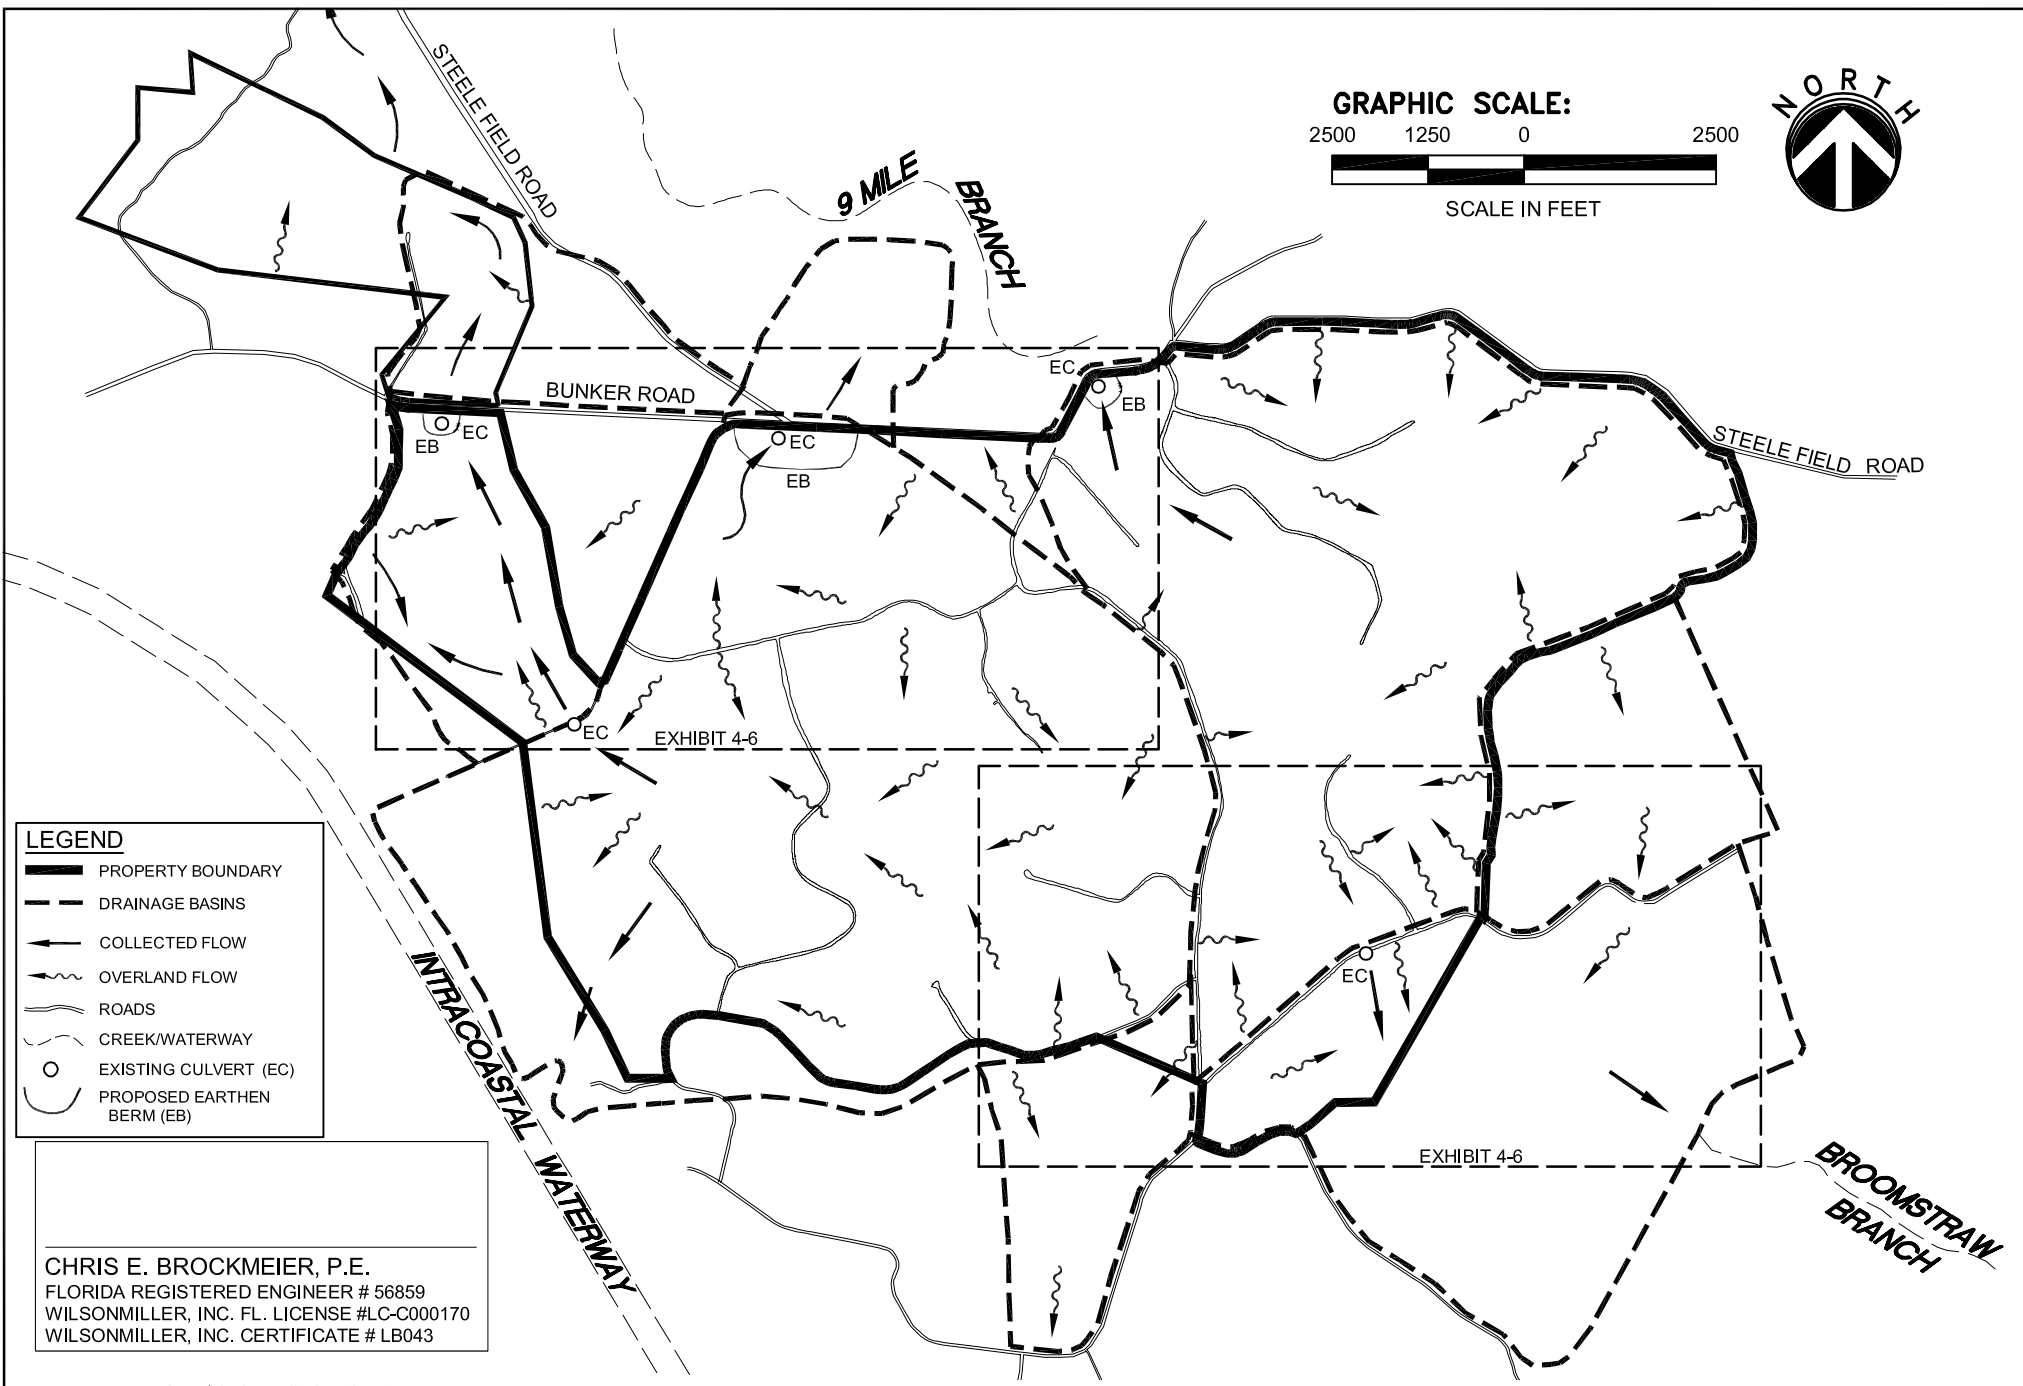 STEELE FIELD ROAD
9 MILE
BRANCH
GRAPHIC SCALE:
2500 1250 0 2500
SCALE IN FEET
NORTH
EC
EB
BUNKER ROAD
EB
EC
EC
EB
STEELE FIELD ROAD
EC
EXHIBIT 4-6
LEGEND
PROPERTY BOUNDARY
DRAINAGE BASINS
COLLECTED FLOW
OVERLAND FLOW
ROADS
CREEK/WATERWAY
EXISTING CULVERT (EC)
PROPOSED EARTHEN
BERM (EB)
EC
INTRACOASTAL WATERWAY
EXHIBIT 4-6
BROOMSTRAW
BRANCH
CHRIS E. BROCKMEIER, P.E.
FLORIDA REGISTERED ENGINEER # 56859
WILSONMILLER, INC. FL. LICENSE #LC-C000170
WILSONMILLER, INC. CERTIFICATE # LB043